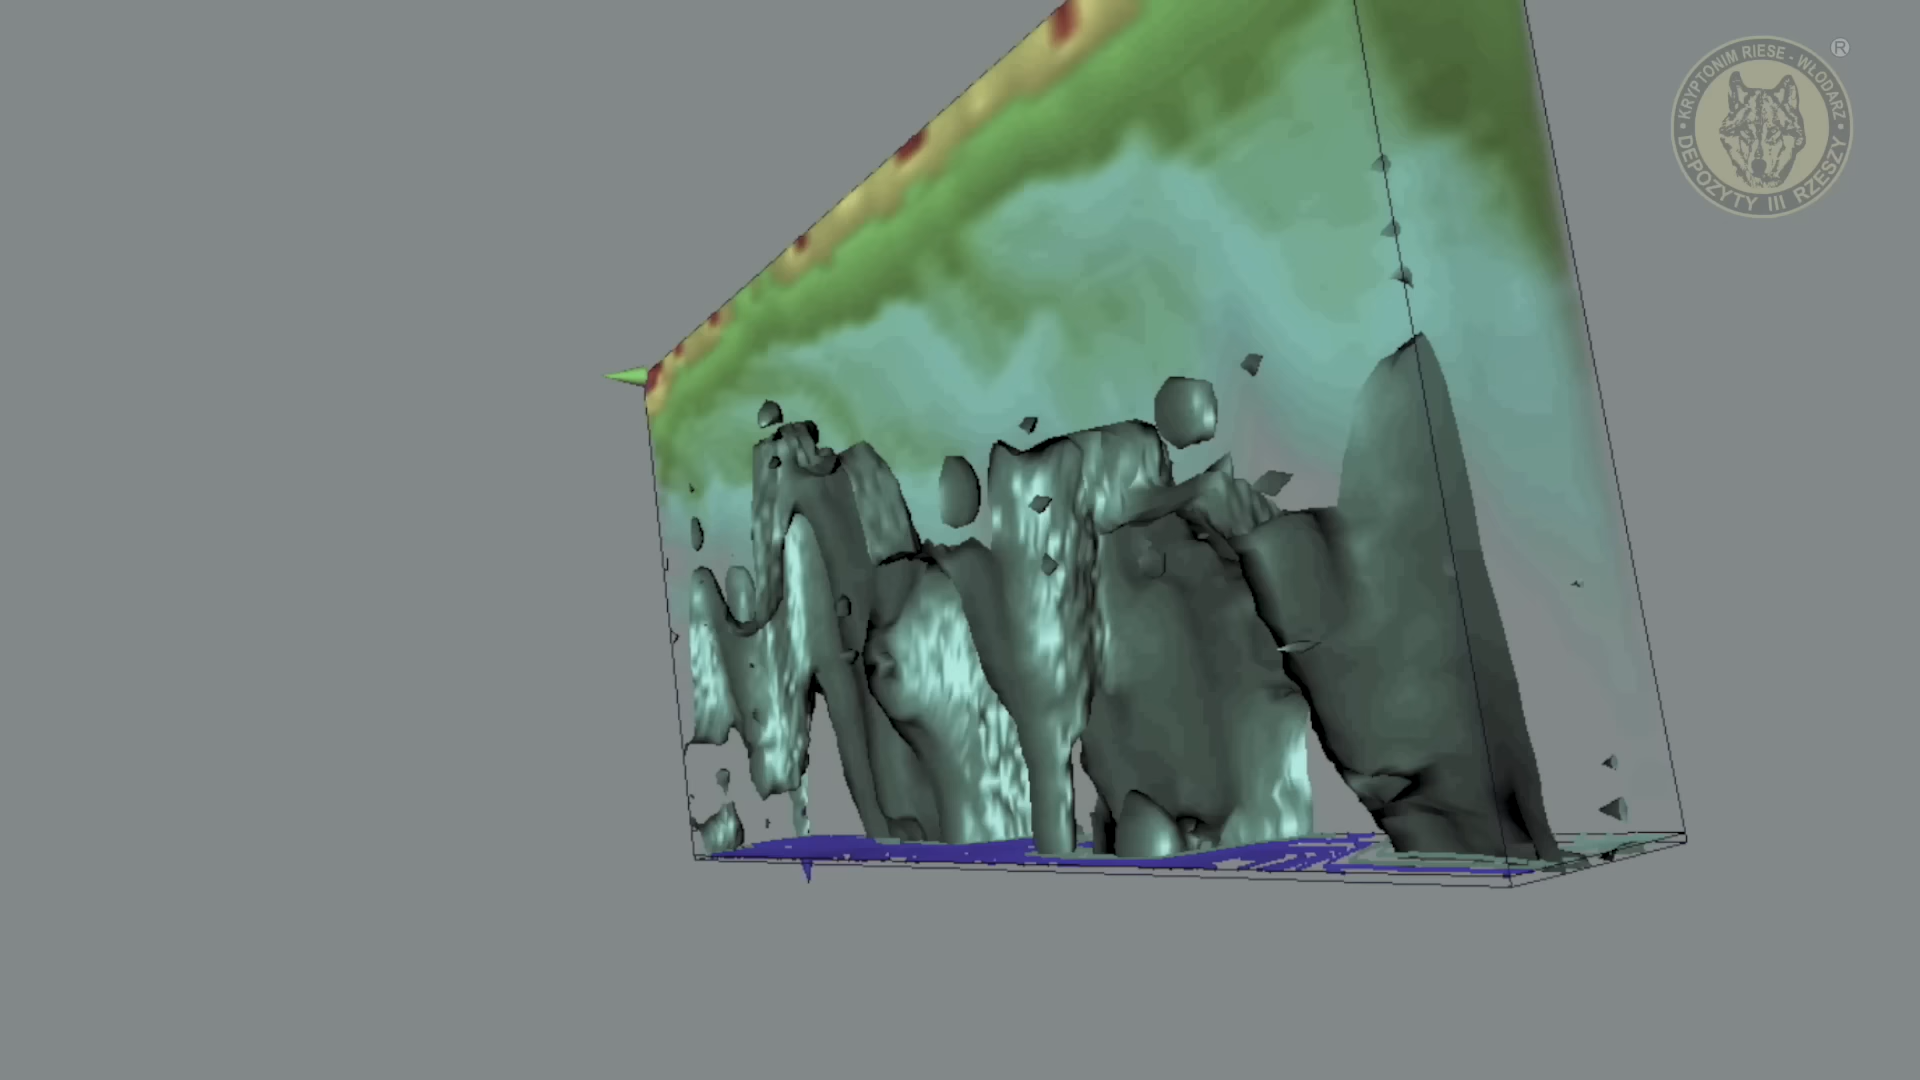 • KRYPTONIM RIESE - WŁODARZ •
DEPOZYTY III RZESZY
®